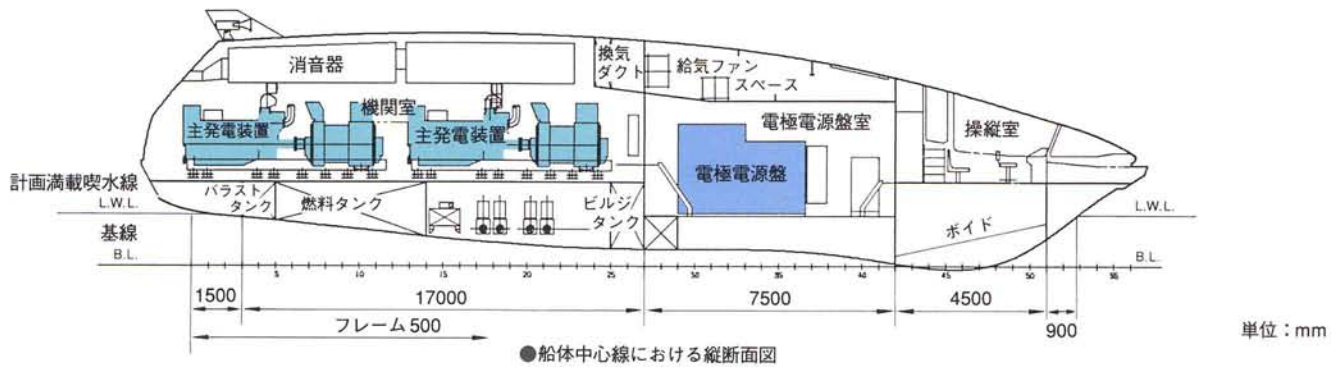 消音器
換気
ダクト
給気ファン
スペース
機関室
主発電装置
主発電装置
電極電源盤室
操縦室
電極電源盤
計画満載喫水線
L.W.L.
バラスト
タンク
燃料タンク
ビルジ
タンク
ボイド
L.W.L.
基線
B.L.
B.L.
5 10 15 20 25 30 35 40 45 50 55
1500 17000 7500 4500
900
フレーム500
単位：mm
●船体中心線における縦断面図